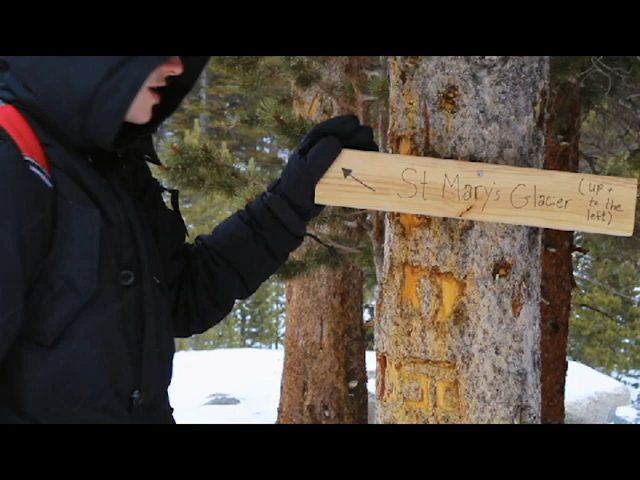 St Mary's Glacier
(up +
to the
left)